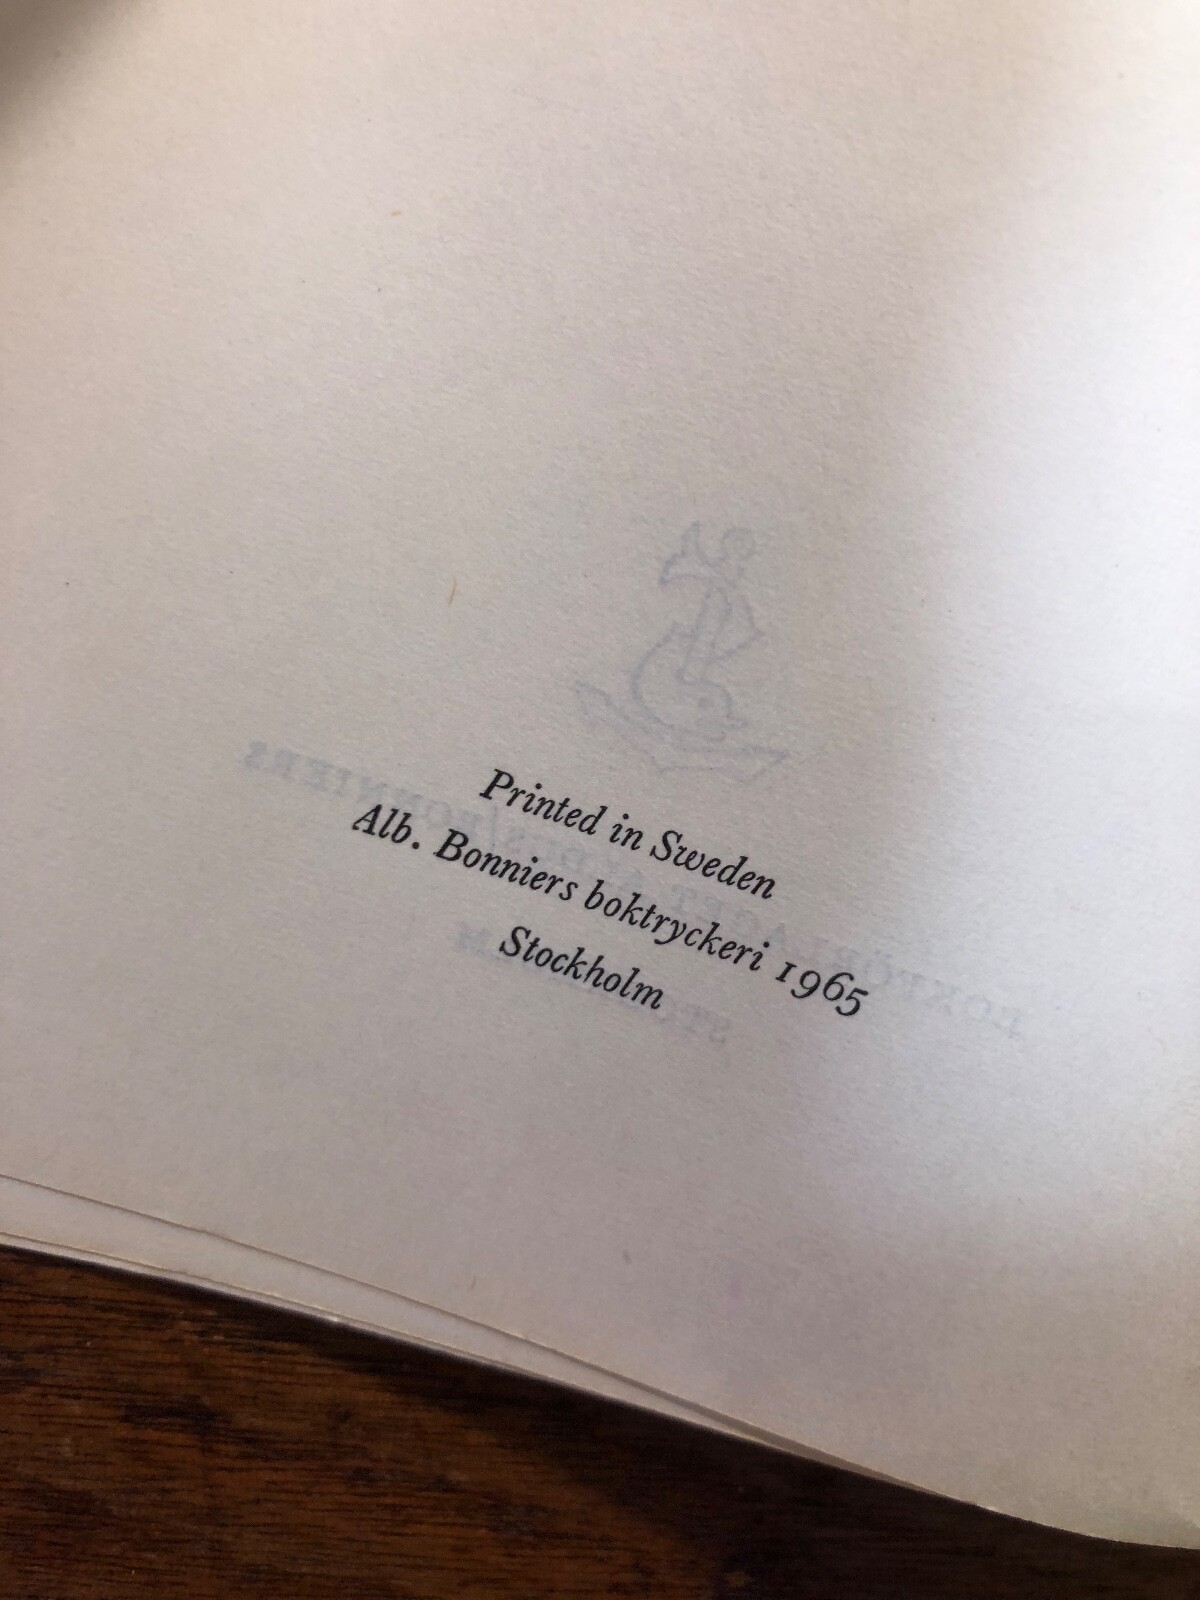 Printed in Sweden
Alb. Bonniers boktryckeri 1965
Stockholm